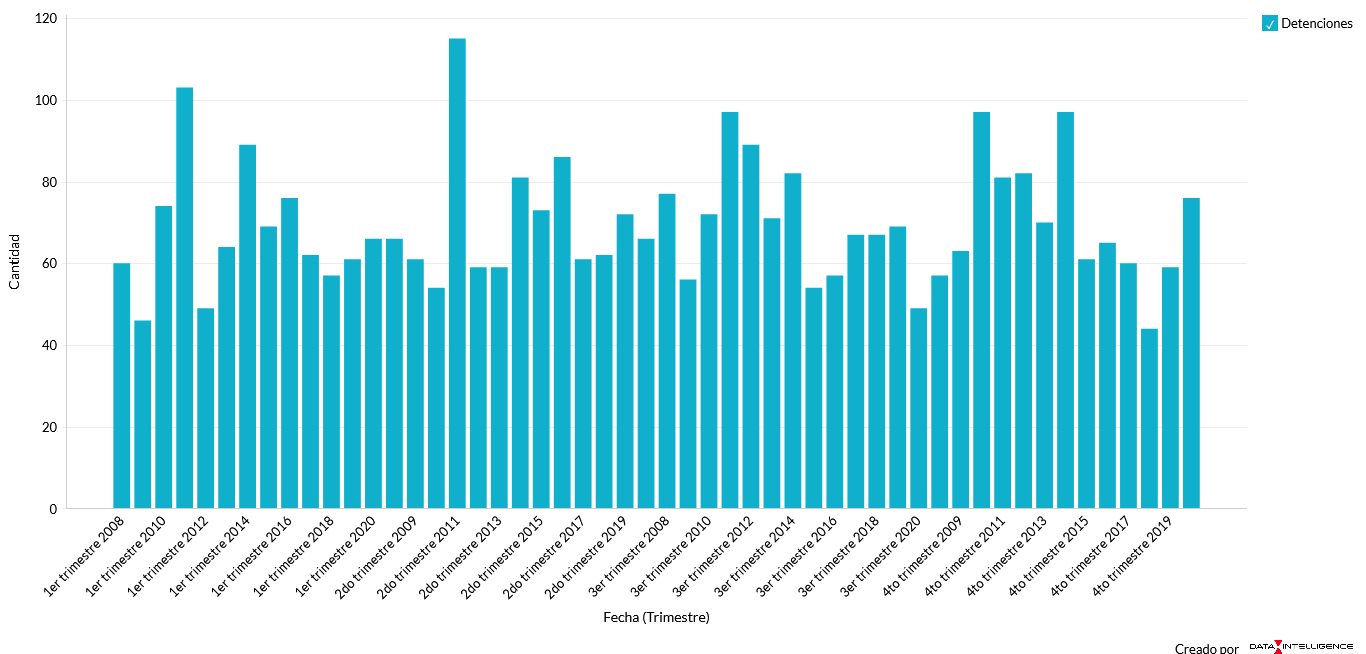 120
100
80
60
40
20
0
Cantidad
1er trimestre 2008
1er trimestre 2010
1er trimestre 2012
1er trimestre 2014
1er trimestre 2016
1er trimestre 2018
1er trimestre 2020
2do trimestre 2009
2do trimestre 2011
2do trimestre 2013
2do trimestre 2015
2do trimestre 2017
2do trimestre 2019
3er trimestre 2008
3er trimestre 2010
3er trimestre 2012
3er trimestre 2014
3er trimestre 2016
3er trimestre 2018
3er trimestre 2020
4to trimestre 2009
4to trimestre 2011
4to trimestre 2013
4to trimestre 2015
4to trimestre 2017
4to trimestre 2019
Fecha (Trimestre)
Detenciones
Creado por DATA INTELLIGENCE